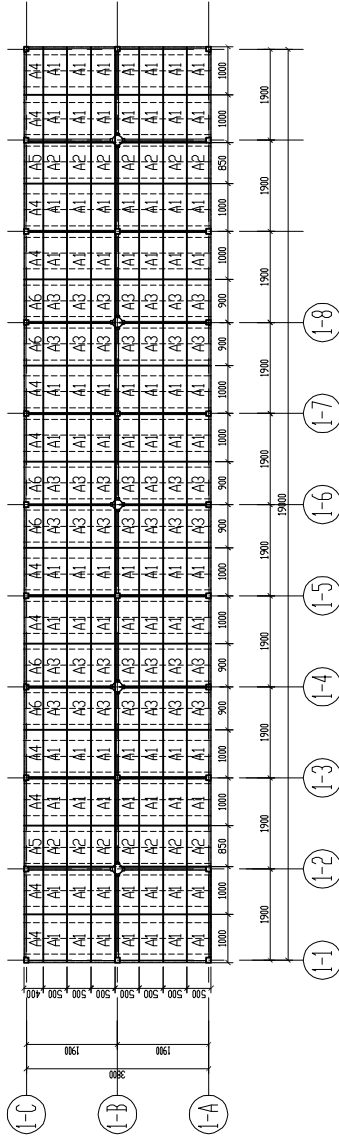 1-C 400 A4 A4 A5 A4 A4 A6 A6 A4 A4 A6 A6 A4 A4 A6 A6 A4 A4 A5 A4 A4
500 A1 A1 A2 A1 A1 A3 A3 A1 A1 A3 A3 A1 A1 A3 A3 A1 A1 A2 A1 A1
1900 500 A1 A1 A2 A1 A1 A3 A3 A1 A1 A3 A3 A1 A1 A3 A3 A1 A1 A2 A1 A1
500 A1 A1 A2 A1 A1 A3 A3 A1 A1 A3 A3 A1 A1 A3 A3 A1 A1 A2 A1 A1
1-B 3800
500 A1 A1 A2 A1 A1 A3 A3 A1 A1 A3 A3 A1 A1 A3 A3 A1 A1 A2 A1 A1
500 A1 A1 A2 A1 A1 A3 A3 A1 A1 A3 A3 A1 A1 A3 A3 A1 A1 A2 A1 A1
1900 500 A1 A1 A2 A1 A1 A3 A3 A1 A1 A3 A3 A1 A1 A3 A3 A1 A1 A2 A1 A1
1-A 500 A1 A1 A2 A1 A1 A3 A3 A1 A1 A3 A3 A1 A1 A3 A3 A1 A1 A2 A1 A1
1000 1000 850 1000 1000 900 900 1000 1000 900 900 1000 1000 900 900 1000 1000 850 1000 1000
1900 1900 1900 1900 1900 1900 1900 1900 1900 1900
19000
1-1 1-2 1-3 1-4 1-5 1-6 1-7 1-8